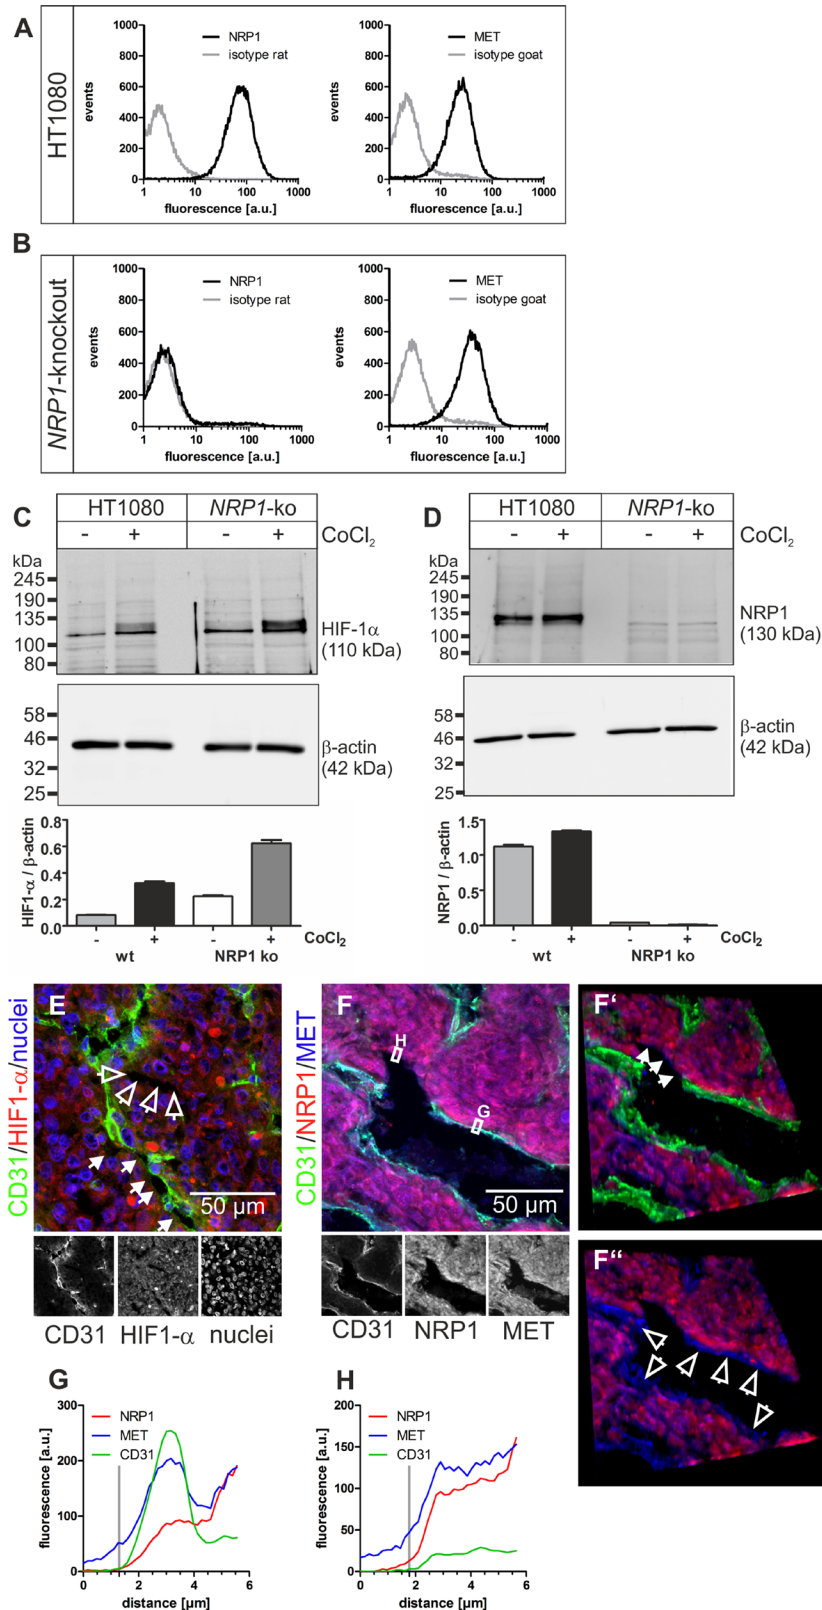 A
HT1080
NRP1
isotype rat
MET
isotype goat
events
1000
800
600
400
200
0
1 10 100 1000
fluorescence [a.u.]
events
1000
800
600
400
200
0
1 10 100 1000
fluorescence [a.u.]
B
NRP1-knockout
NRP1
isotype rat
MET
isotype goat
events
1000
800
600
400
200
0
1 10 100 1000
fluorescence [a.u.]
events
1000
800
600
400
200
0
1 10 100 1000
fluorescence [a.u.]
C
HT1080 NRP1-ko
- + - + CoCl2
kDa
245
190
135
100
80
HIF-1α
(110 kDa)
58
46
32
25
β-actin
(42 kDa)
HIF1-α / β-actin
0.8
0.6
0.4
0.2
0.0
- + - + CoCl2
wt NRP1 ko
D
HT1080 NRP1-ko
- + - + CoCl2
kDa
245
190
135
100
80
NRP1
(130 kDa)
58
46
32
25
β-actin
(42 kDa)
NRP1 / β-actin
1.5
1.0
0.5
0.0
- + - + CoCl2
wt NRP1 ko
E
CD31/HIF1-α/nuclei
50 µm
CD31 HIF1-α nuclei
F
CD31/NRP1/MET
H
G
50 µm
CD31 NRP1 MET
F'
F"
G
NRP1
MET
CD31
fluorescence [a.u.]
300
200
100
0
0 2 4 6
distance [µm]
H
NRP1
MET
CD31
fluorescence [a.u.]
200
150
100
50
0
0 2 4 6
distance [µm]